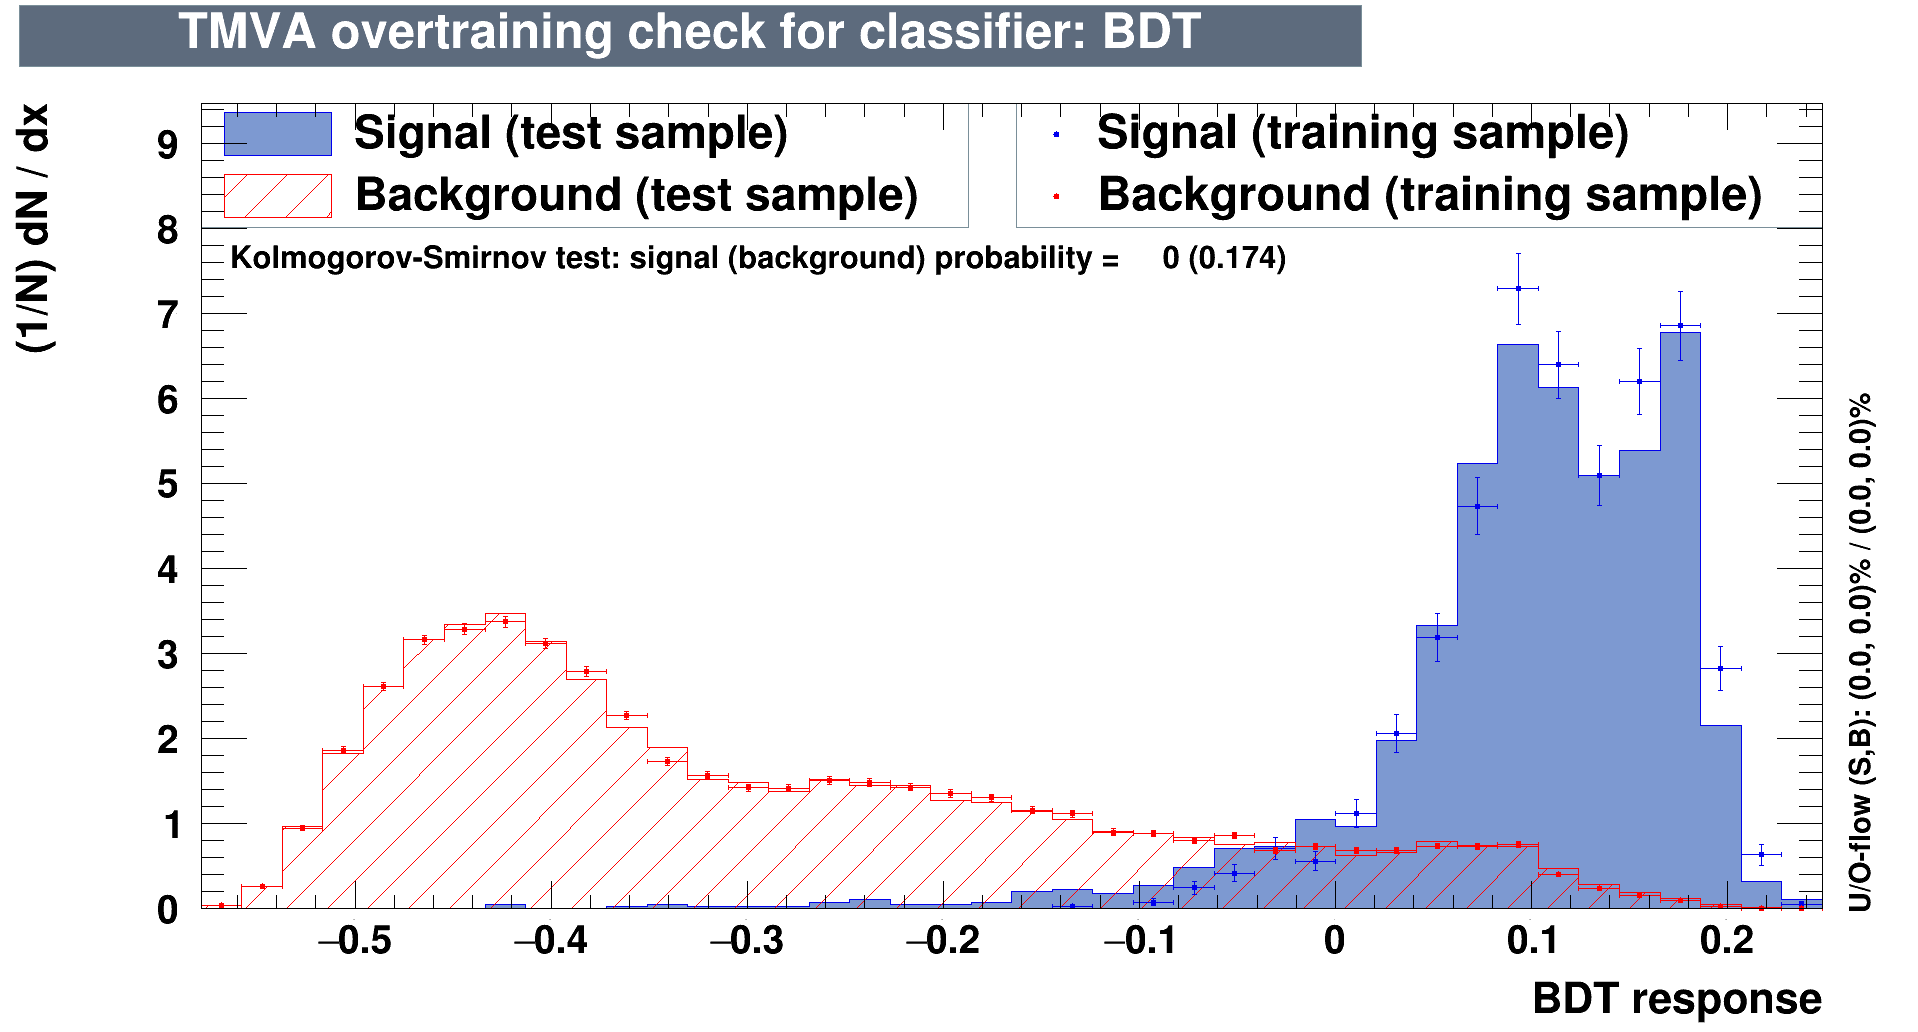 TMVA overtraining check for classifier: BDT
(1/N) dN / dx
Signal (test sample)
Background (test sample)
Signal (training sample)
Background (training sample)
Kolmogorov-Smirnov test: signal (background) probability = 0 (0.174)
9
8
7
6
5
4
3
2
1
0
−0.5 −0.4 −0.3 −0.2 −0.1 0 0.1 0.2
BDT response
U/O-flow (S,B): (0.0, 0.0)% / (0.0, 0.0)%